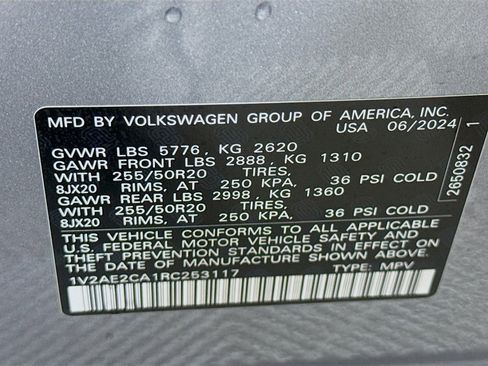 MFD BY VOLKSWAGEN GROUP OF AMERICA, INC.
USA 06/2024
GVWR LBS 5776, KG 2620
GAWR FRONT LBS 2888, KG 1310
WITH 255/50R20 TIRES,
8JX20 RIMS, AT 250 KPA, 36 PSI COLD
GAWR REAR LBS 2998, KG 1360
WITH 255/50R20 TIRES,
8JX20 RIMS, AT 250 KPA, 36 PSI COLD
THIS VEHICLE CONFORMS TO ALL APPLICABLE
U.S. FEDERAL MOTOR VEHICLE SAFETY AND
THEFT PREVENTION STANDARDS IN EFFECT
ON THE DATE OF MANUFACTURE SHOWN ABOVE.
1V2AE2CA1RC253117 TYPE: MPV
2650832 1